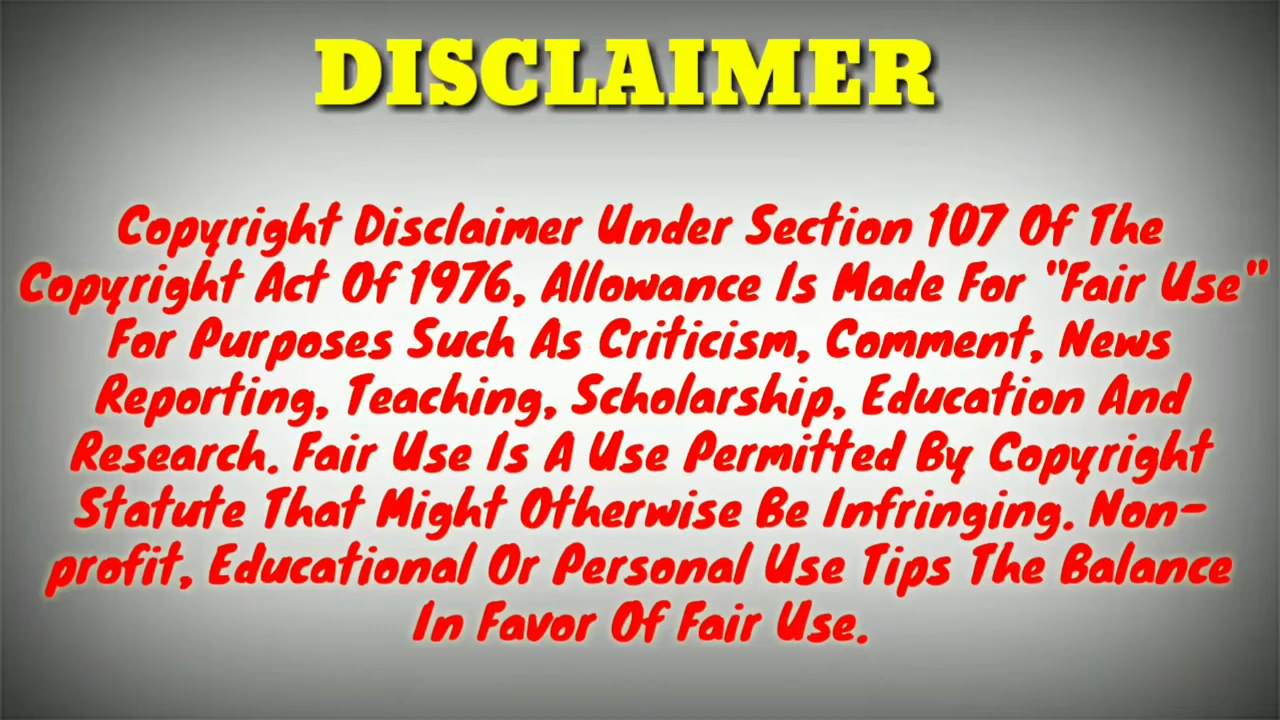 DISCLAIMER
Copyright Disclaimer Under Section 107 Of The
Copyright Act Of 1976, Allowance Is Made For "Fair Use"
For Purposes Such As Criticism, Comment, News
Reporting, Teaching, Scholarship, Education And
Research. Fair Use Is A Use Permitted By Copyright
Statute That Might Otherwise Be Infringing. Non-
profit, Educational Or Personal Use Tips The Balance
In Favor Of Fair Use.